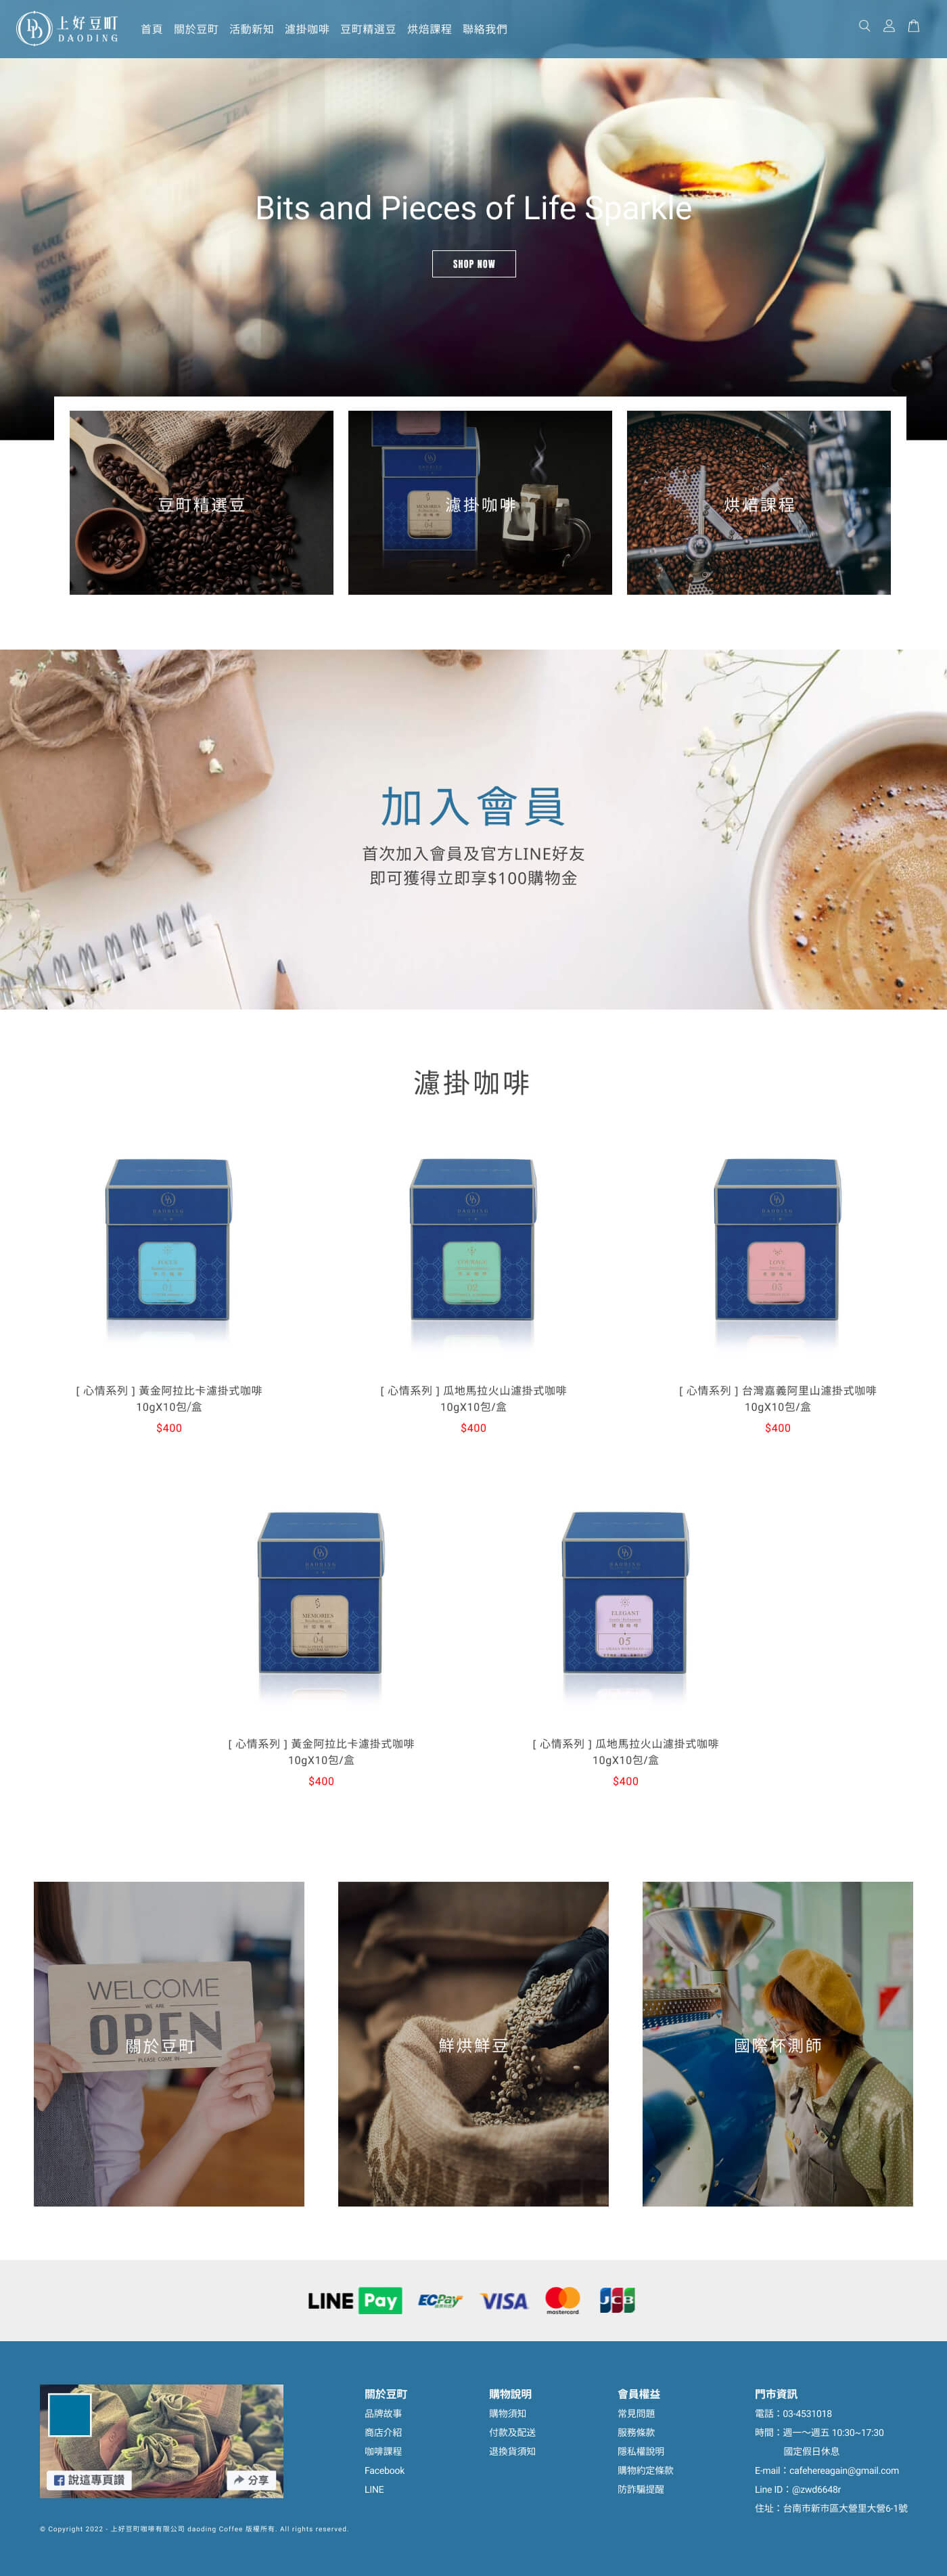 上好豆町
DAODING
首頁 關於豆町 活動新知 濾掛咖啡 豆町精選豆 烘焙課程 聯絡我們
TEA
Bits and Pieces of Life Sparkle
SHOP NOW
豆町精選豆
濾掛咖啡
烘焙課程
加入會員
首次加入會員及官方LINE好友
即可獲得立即享$100購物金
濾掛咖啡
[ 心情系列 ] 黃金阿拉比卡濾掛式咖啡
10gX10包/盒
$400
[ 心情系列 ] 瓜地馬拉火山濾掛式咖啡
10gX10包/盒
$400
[ 心情系列 ] 台灣嘉義阿里山濾掛式咖啡
10gX10包/盒
$400
MEMORIES
04
ELEGANT
05
[ 心情系列 ] 黃金阿拉比卡濾掛式咖啡
10gX10包/盒
$400
[ 心情系列 ] 瓜地馬拉火山濾掛式咖啡
10gX10包/盒
$400
WELCOME
WE ARE
OPEN
PLEASE COME IN
關於豆町
鮮烘鮮豆
國際杯測師
LINE Pay
ECPay
VISA
mastercard
JCB
說這專頁讚
分享
關於豆町
品牌故事
商店介紹
咖啡課程
Facebook
LINE
購物說明
購物須知
付款及配送
退換貨須知
會員權益
常見問題
服務條款
隱私權說明
購物約定條款
防詐騙提醒
門市資訊
電話：03-4531018
時間：週一～週五 10:30~17:30
國定假日休息
E-mail：cafehereagain@gmail.com
Line ID：@zwd6648r
住址：台南市新市區大營里大營6-1號
© Copyright 2022 - 上好豆町咖啡有限公司 daoding Coffee 版權所有. All rights reserved.